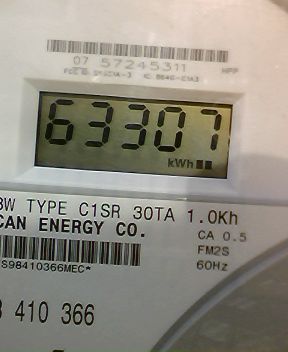 07 57245311
HPP
63307
kWh
3W TYPE C1SR 30TA 1.0Kh
CAN ENERGY CO.
CA 0.5
FM2S
60Hz
S98410366MEC*
410 366